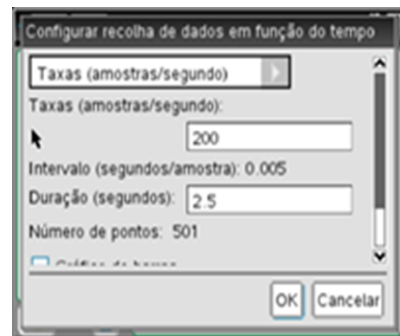 Configurar recolha de dados em função do tempo
Taxas (amostras/segundo)
Taxas (amostras/segundo):
200
Intervalo (segundos/amostra): 0.005
Duração (segundos): 2.5
Número de pontos: 501
OK Cancelar